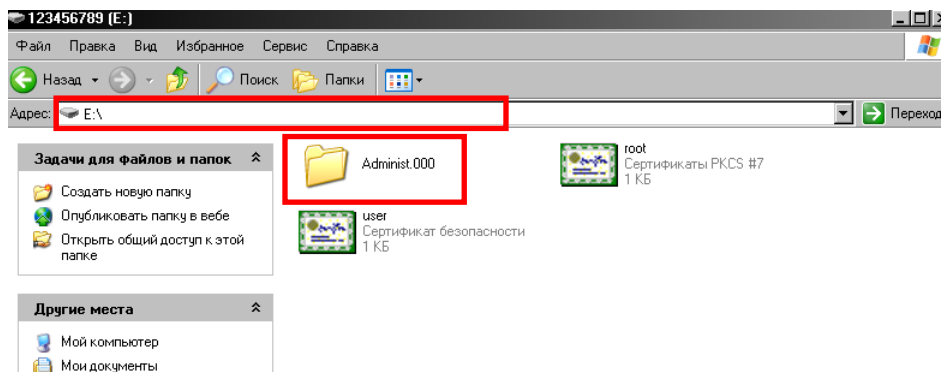 123456789 (E:)
Файл Правка Вид Избранное Сервис Справка
Назад Поиск Папки
Адрес: E:\ Переход
Задачи для файлов и папок
Создать новую папку
Опубликовать папку в вебе
Открыть общий доступ к этой
папке
Administ.000
root
Сертификаты PKCS #7
1 КБ
user
Сертификат безопасности
1 КБ
Другие места
Мой компьютер
Мои документы